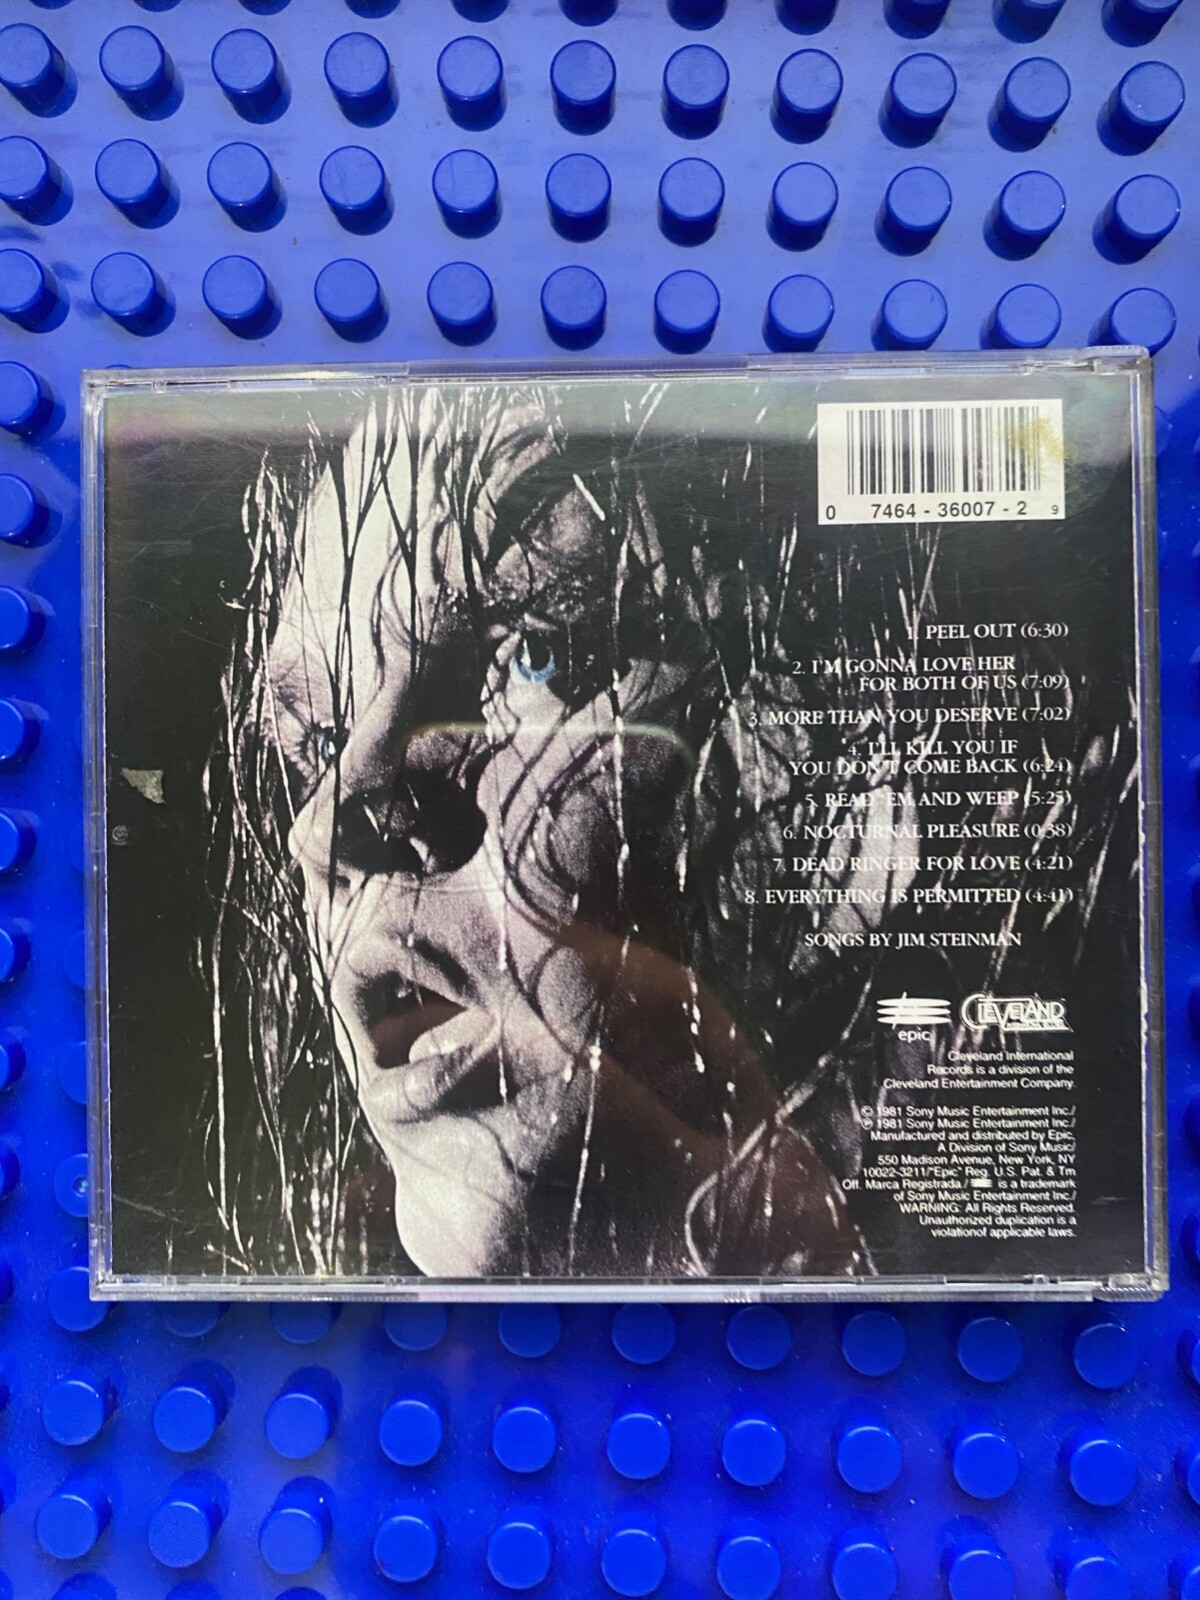 0 7464 - 36007 - 2 9
1. PEEL OUT (6:30)
2. I'M GONNA LOVE HER
FOR BOTH OF US (7:09)
3. MORE THAN YOU DESERVE (7:02)
4. I'LL KILL YOU IF
YOU DON'T COME BACK (6:24)
5. READ 'EM AND WEEP (5:25)
6. NOCTURNAL PLEASURE (0:38)
7. DEAD RINGER FOR LOVE (4:21)
8. EVERYTHING IS PERMITTED (4:41)
SONGS BY JIM STEINMAN
epic
CLEVELAND
Cleveland International
Records is a division of the
Cleveland Entertainment Company.
© 1981 Sony Music Entertainment Inc./
℗ 1981 Sony Music Entertainment Inc./
Manufactured and distributed by Epic,
A Division of Sony Music/
550 Madison Avenue, New York, NY
10022-3211/"Epic" Reg. U.S. Pat. & Tm
Off. Marca Registrada./ is a trademark
of Sony Music Entertainment Inc./
WARNING: All Rights Reserved.
Unauthorized duplication is a
violationof applicable laws.